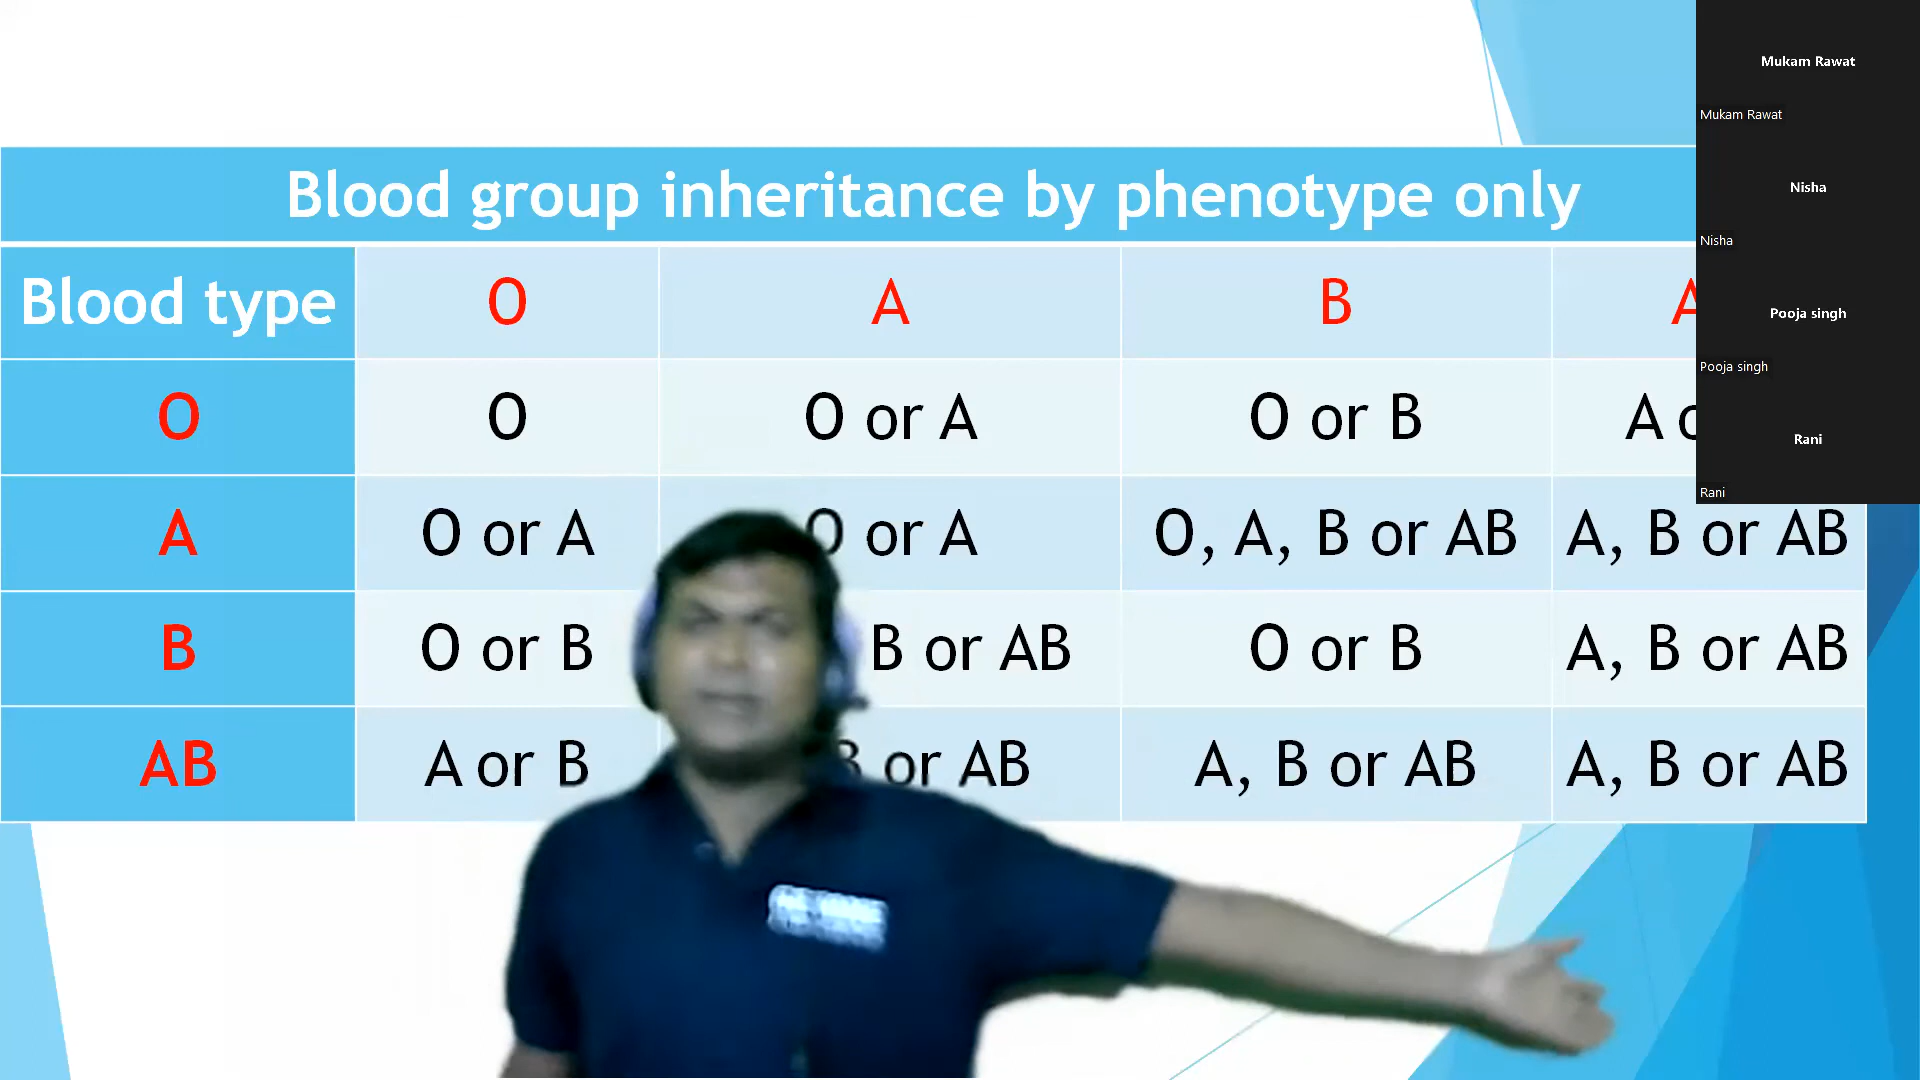 Blood group inheritance by phenotype only
Blood type O A B
O O O or A O or B A
A O or A O or A O, A, B or AB A, B or AB
B O or B B or AB O or B A, B or AB
AB A or B B or AB A, B or AB A, B or AB
Mukam Rawat
Mukam Rawat
Nisha
Nisha
Pooja singh
Pooja singh
Rani
Rani